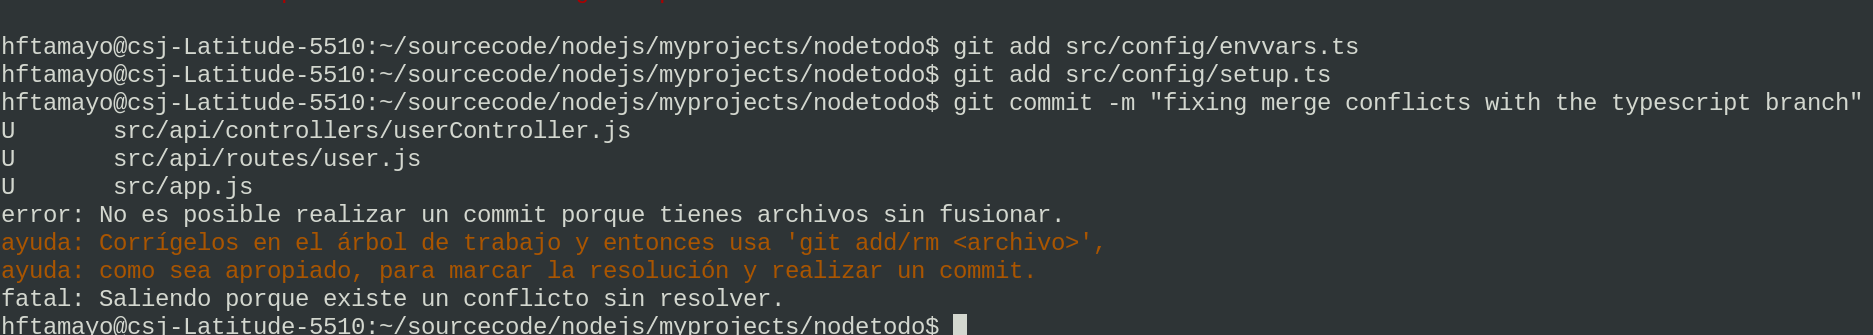 hftamayo@csj-Latitude-5510:~/sourcecode/nodejs/myprojects/nodetodo$ git add src/config/envvars.ts
hftamayo@csj-Latitude-5510:~/sourcecode/nodejs/myprojects/nodetodo$ git add src/config/setup.ts
hftamayo@csj-Latitude-5510:~/sourcecode/nodejs/myprojects/nodetodo$ git commit -m "fixing merge conflicts with the typescript branch"
U       src/api/controllers/userController.js
U       src/api/routes/user.js
U       src/app.js
error: No es posible realizar un commit porque tienes archivos sin fusionar.
ayuda: Corrígelos en el árbol de trabajo y entonces usa 'git add/rm <archivo>',
ayuda: como sea apropiado, para marcar la resolución y realizar un commit.
fatal: Saliendo porque existe un conflicto sin resolver.
hftamayo@csj-Latitude-5510:~/sourcecode/nodejs/myprojects/nodetodo$